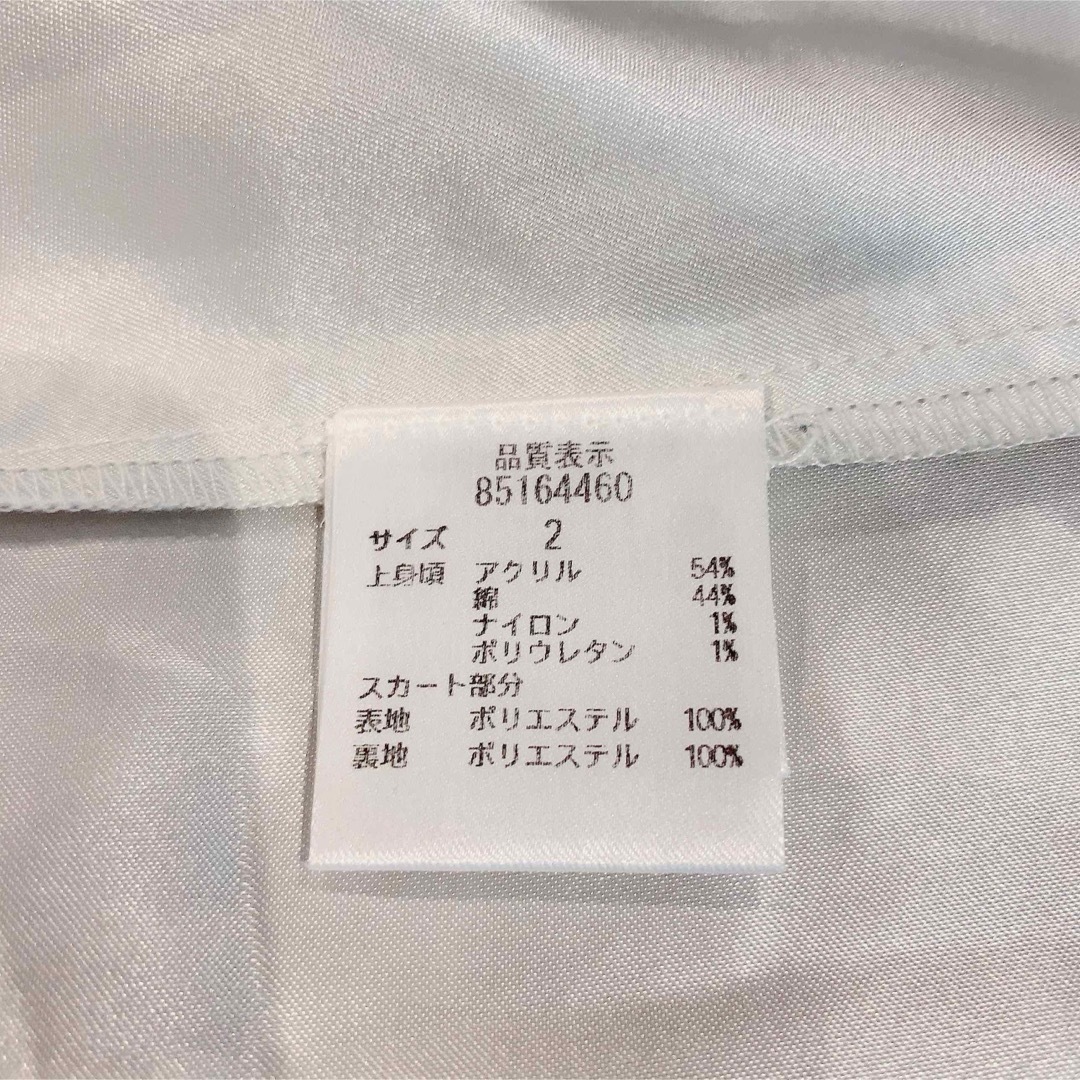 品質表示
85164460
サイズ 2
上身頃 アクリル 54%
綿 44%
ナイロン 1%
ポリウレタン 1%
スカート部分
表地 ポリエステル 100%
裏地 ポリエステル 100%